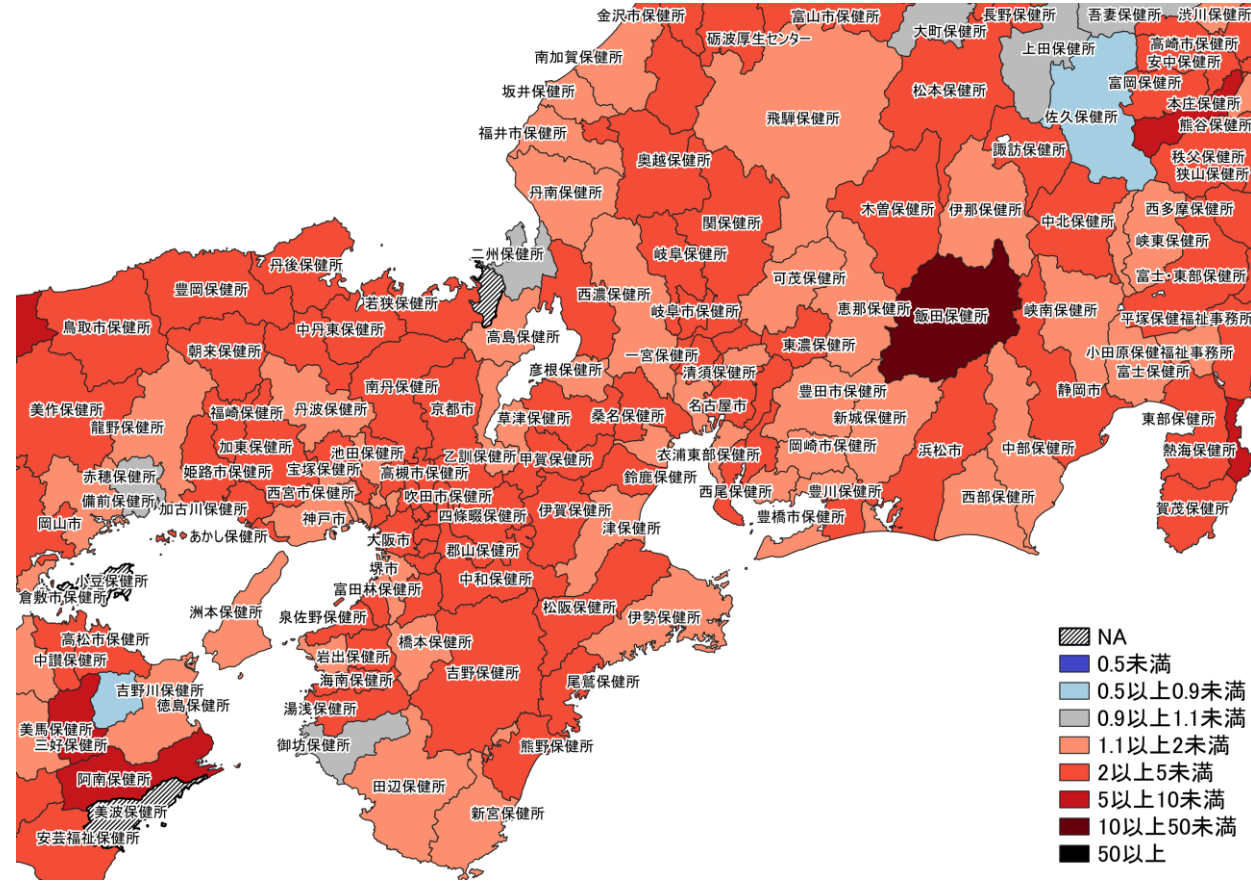 金沢市保健所
富山市保健所
大町保健所
長野保健所
吾妻保健所
渋川保健所
砺波厚生センター
南加賀保健所
上田保健所
高崎市保健所
安中保健所
坂井保健所
松本保健所
富岡保健所
本庄保健所
飛騨保健所
佐久保健所
熊谷保健所
福井市保健所
諏訪保健所
秩父保健所
奥越保健所
狭山保健所
丹南保健所
木曽保健所
伊那保健所
西多摩保健所
関保健所
中北保健所
峡東保健所
二州保健所
岐阜保健所
丹後保健所
可茂保健所
富士・東部保健所
豊岡保健所
若狭保健所
西濃保健所
岐阜市保健所
恵那保健所
飯田保健所
峡南保健所
平塚保健福祉事務所
鳥取市保健所
中丹東保健所
高島保健所
東濃保健所
朝来保健所
一宮保健所
小田原保健福祉事務所
彦根保健所
清須保健所
富士保健所
南丹保健所
豊田市保健所
静岡市
美作保健所
福崎保健所
丹波保健所
京都市
草津保健所
桑名保健所
名古屋市
新城保健所
東部保健所
龍野保健所
加東保健所
池田保健所
乙訓保健所
甲賀保健所
衣浦東部保健所
岡崎市保健所
浜松市
中部保健所
熱海保健所
赤穂保健所
姫路市保健所
宝塚保健所
高槻市保健所
鈴鹿保健所
備前保健所
西宮市保健所
吹田市保健所
西尾保健所
豊川保健所
西部保健所
賀茂保健所
加古川保健所
伊賀保健所
岡山市
神戸市
四條畷保健所
豊橋市保健所
あかし保健所
大阪市
津保健所
郡山保健所
堺市
小豆保健所
中和保健所
倉敷市保健所
富田林保健所
洲本保健所
松阪保健所
泉佐野保健所
伊勢保健所
高松市保健所
橋本保健所
中讃保健所
岩出保健所
吉野保健所
海南保健所
尾鷲保健所
吉野川保健所
徳島保健所
湯浅保健所
美馬保健所
三好保健所
御坊保健所
熊野保健所
阿南保健所
田辺保健所
美波保健所
新宮保健所
安芸福祉保健所
NA
0.5未満
0.5以上0.9未満
0.9以上1.1未満
1.1以上2未満
2以上5未満
5以上10未満
10以上50未満
50以上